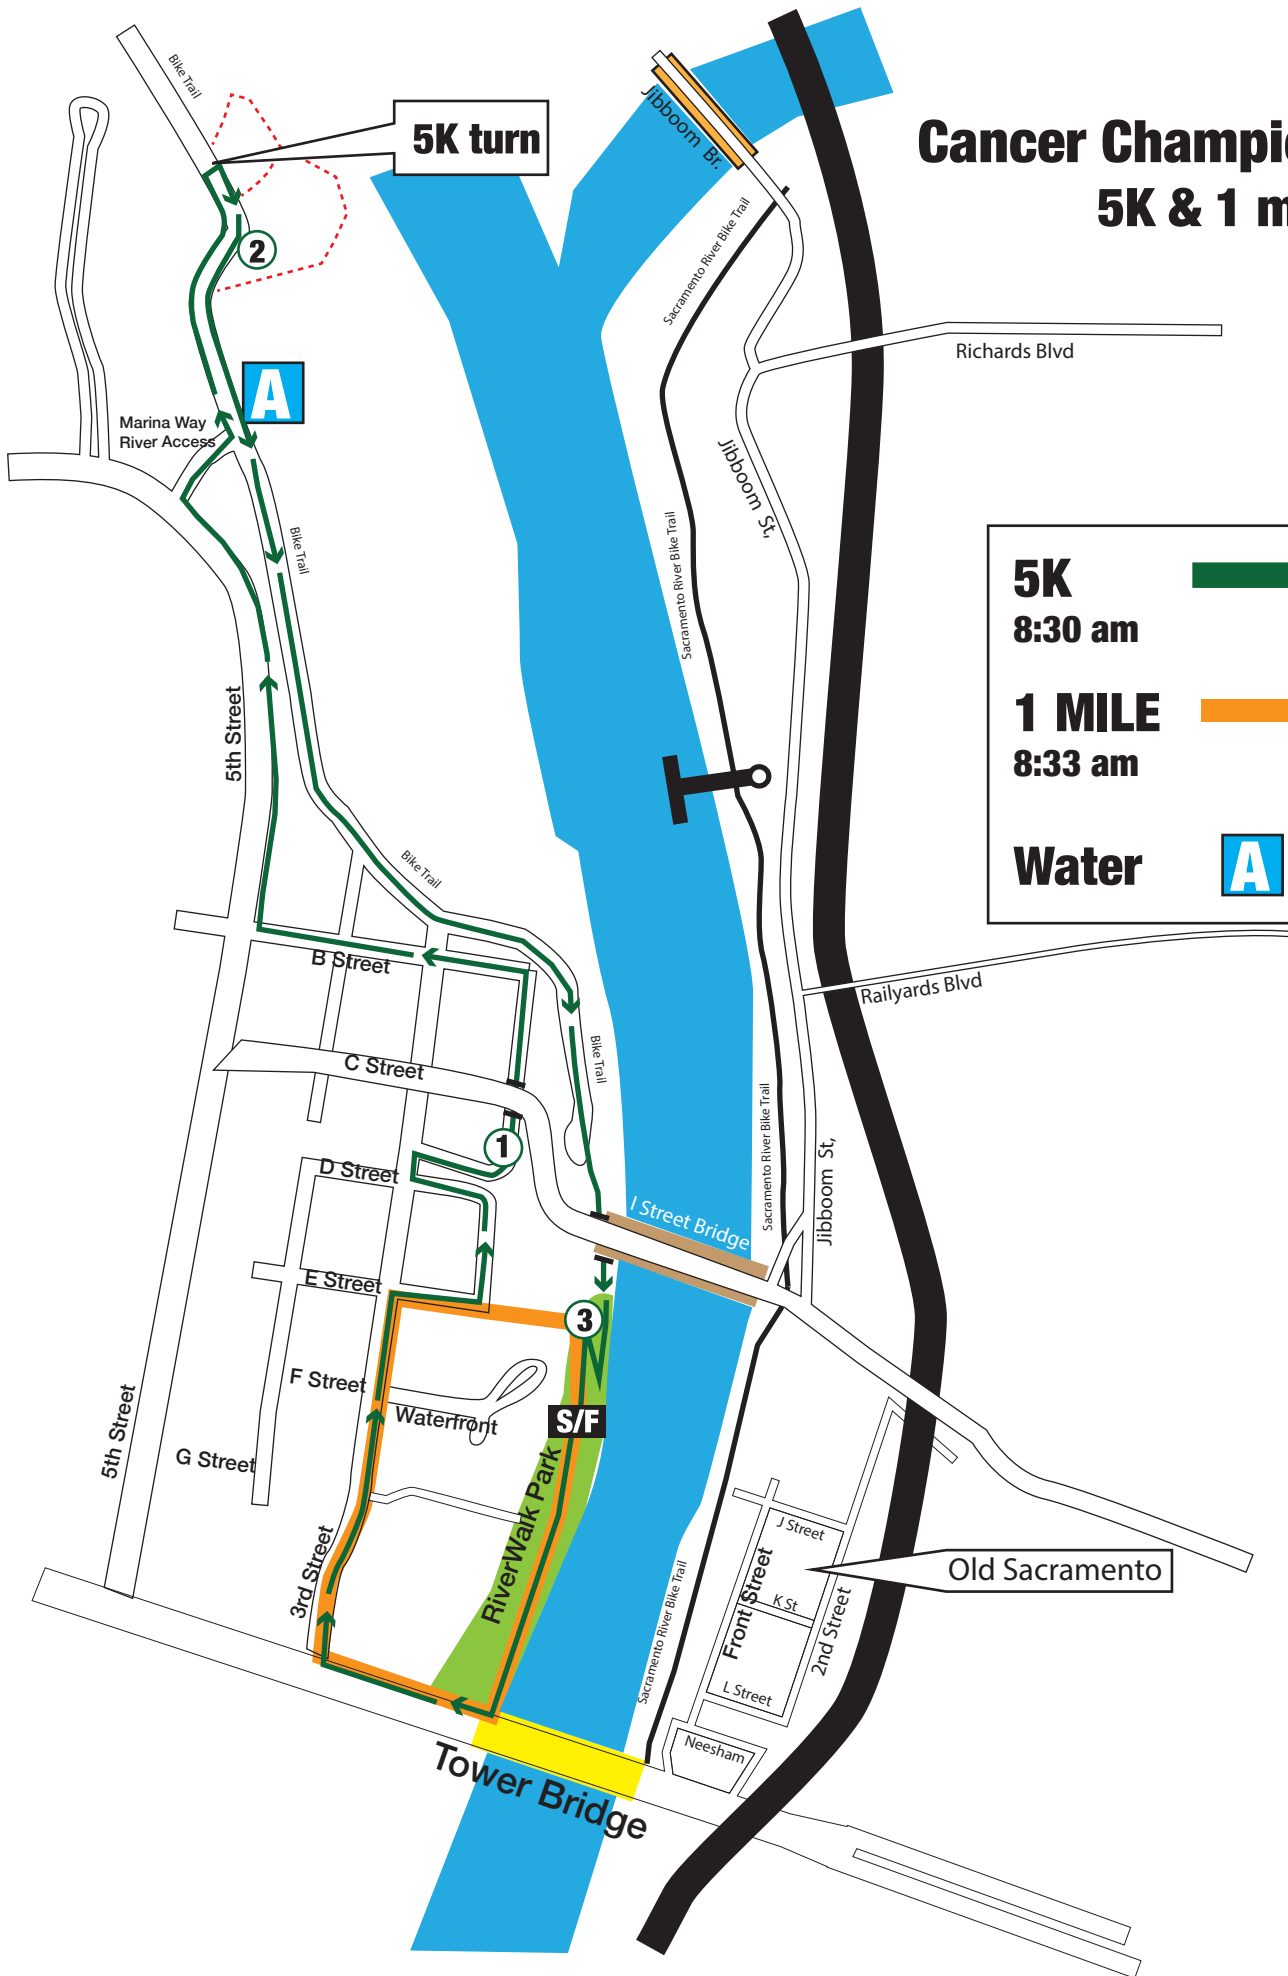 Bike Trail
5K turn
Jibboom Br.
Cancer Champi
5K & 1 m
2
Sacramento River Bike Trail
Richards Blvd
A
Marina Way
River Access
Jibboom St,
Bike Trail
Sacramento River Bike Trail
5K
8:30 am
1 MILE
8:33 am
Water
A
5th Street
Bike Trail
B Street
Railyards Blvd
Bike Trail
C Street
1
D Street
Sacramento River Bike Trail
Jibboom St,
I Street Bridge
E Street
3
F Street
Waterfront
S/F
5th Street
G Street
RiverWalk Park
J Street
Old Sacramento
3rd Street
Front Street
K St
2nd Street
Sacramento River Bike Trail
L Street
Neesham
Tower Bridge